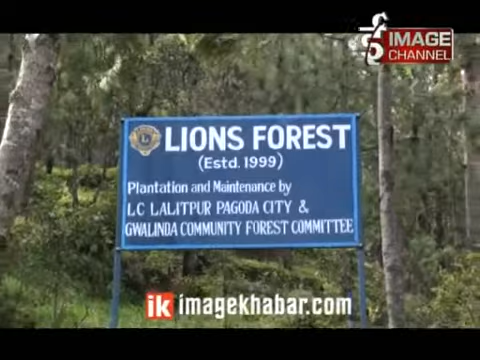 IMAGE
CHANNEL
LIONS FOREST
(Estd. 1999)
Plantation and Maintenance by
LC LALITPUR PAGODA CITY &
GWALINDA COMMUNITY FOREST COMMITTEE
ik imagekhabar.com